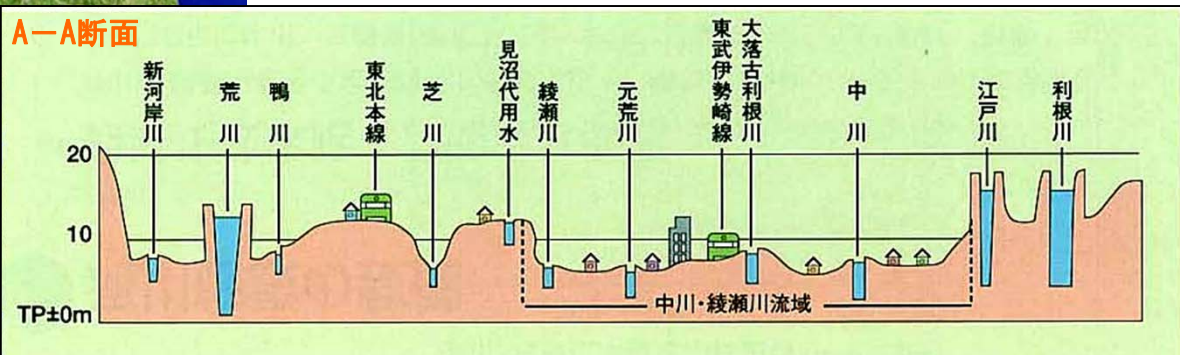 A－A断面
新河岸川
荒川
鴨川
東北本線
芝川
見沼代用水
綾瀬川
元荒川
東武伊勢崎線
大落古利根川
中川
江戸川
利根川
20
10
TP±0m
中川・綾瀬川流域